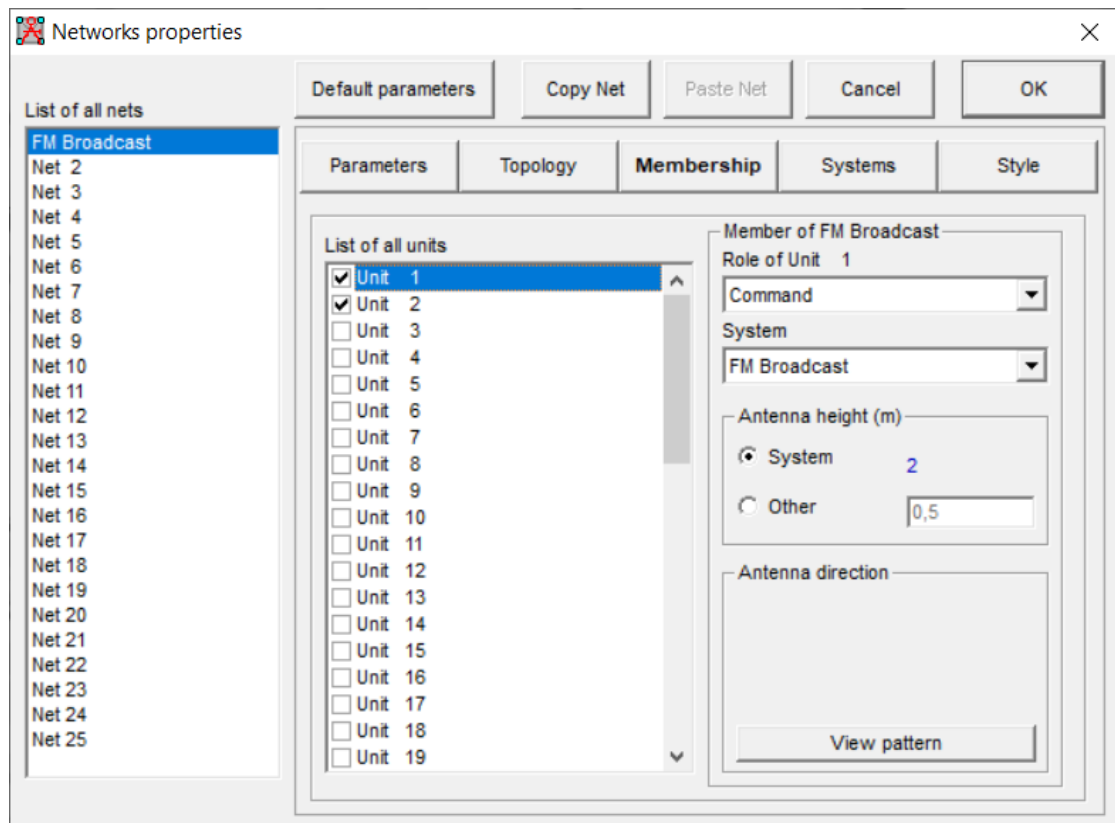 Networks properties
Default parameters
Copy Net
Paste Net
Cancel
OK
List of all nets
FM Broadcast
Net 2
Net 3
Net 4
Net 5
Net 6
Net 7
Net 8
Net 9
Net 10
Net 11
Net 12
Net 13
Net 14
Net 15
Net 16
Net 17
Net 18
Net 19
Net 20
Net 21
Net 22
Net 23
Net 24
Net 25
Parameters
Topology
Membership
Systems
Style
List of all units
Unit 1
Unit 2
Unit 3
Unit 4
Unit 5
Unit 6
Unit 7
Unit 8
Unit 9
Unit 10
Unit 11
Unit 12
Unit 13
Unit 14
Unit 15
Unit 16
Unit 17
Unit 18
Unit 19
Member of FM Broadcast
Role of Unit 1
Command
System
FM Broadcast
Antenna height (m)
System 2
Other 0,5
Antenna direction
View pattern